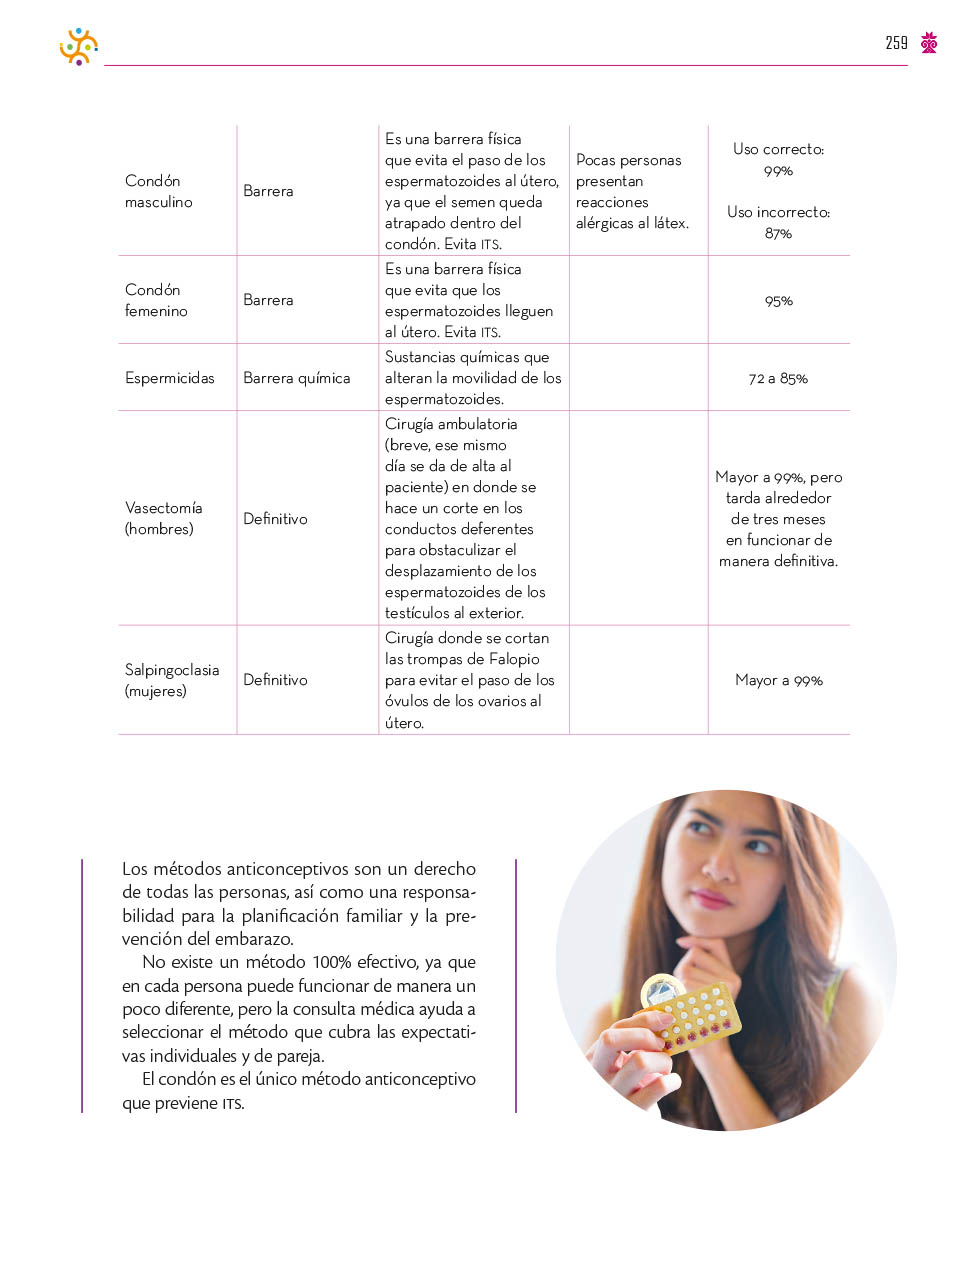 259
Condón
masculino
Barrera
Es una barrera física
que evita el paso de los
espermatozoides al útero,
ya que el semen queda
atrapado dentro del
condón. Evita ITS.
Pocas personas
presentan
reacciones
alérgicas al látex.
Uso correcto:
99%
Uso incorrecto:
87%
Condón
femenino
Barrera
Es una barrera física
que evita que los
espermatozoides lleguen
al útero. Evita ITS.
95%
Espermicidas
Barrera química
Sustancias químicas que
alteran la movilidad de los
espermatozoides.
72 a 85%
Vasectomía
(hombres)
Definitivo
Cirugía ambulatoria
(breve, ese mismo
día se da de alta al
paciente) en donde se
hace un corte en los
conductos deferentes
para obstaculizar el
desplazamiento de los
espermatozoides de los
testículos al exterior.
Mayor a 99%, pero
tarda alrededor
de tres meses
en funcionar de
manera definitiva.
Salpingoclasia
(mujeres)
Definitivo
Cirugía donde se cortan
las trompas de Falopio
para evitar el paso de los
óvulos de los ovarios al
útero.
Mayor a 99%
Los métodos anticonceptivos son un derecho
de todas las personas, así como una responsa-
bilidad para la planificación familiar y la pre-
vención del embarazo.
No existe un método 100% efectivo, ya que
en cada persona puede funcionar de manera un
poco diferente, pero la consulta médica ayuda a
seleccionar el método que cubra las expectati-
vas individuales y de pareja.
El condón es el único método anticonceptivo
que previene ITS.